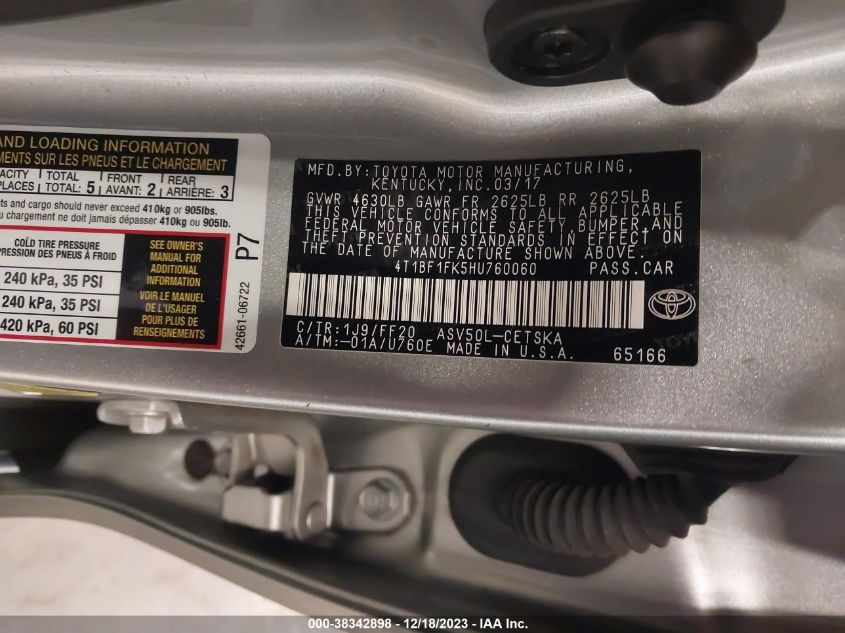 AND LOADING INFORMATION
EMENTS SUR LES PNEUS ET LE CHARGEMENT
PACITY TOTAL FRONT REAR
PLACES TOTAL: 5 AVANT: 2 ARRIÈRE: 3
nts and cargo should never exceed 410kg or 905lbs.
u chargement ne doit jamais dépasser 410kg ou 905lb.
COLD TIRE PRESSURE
PRESSION DES PNEUS À FROID
240 kPa, 35 PSI
240 kPa, 35 PSI
420 kPa, 60 PSI
SEE OWNER'S
MANUAL FOR
ADDITIONAL
INFORMATION
VOIR LE MANUEL
DE L'USAGER
POUR PLUS DE
RENSEIGNEMENTS
P7
42661-06722
MFD. BY: TOYOTA MOTOR MANUFACTURING,
KENTUCKY, INC. 03/17
GVWR 4630LB GAWR FR 2625LB RR 2625LB
THIS VEHICLE CONFORMS TO ALL APPLICABLE
FEDERAL MOTOR VEHICLE SAFETY, BUMPER, AND
THEFT PREVENTION STANDARDS IN EFFECT ON
THE DATE OF MANUFACTURE SHOWN ABOVE.
4T1BF1FK5HU760060 PASS. CAR
C/TR: 1J9/FF20 ASV50L-CETSKA
A/TM: -01A/U760E MADE IN U.S.A. 65166
000-38342898 - 12/18/2023 - IAA Inc.